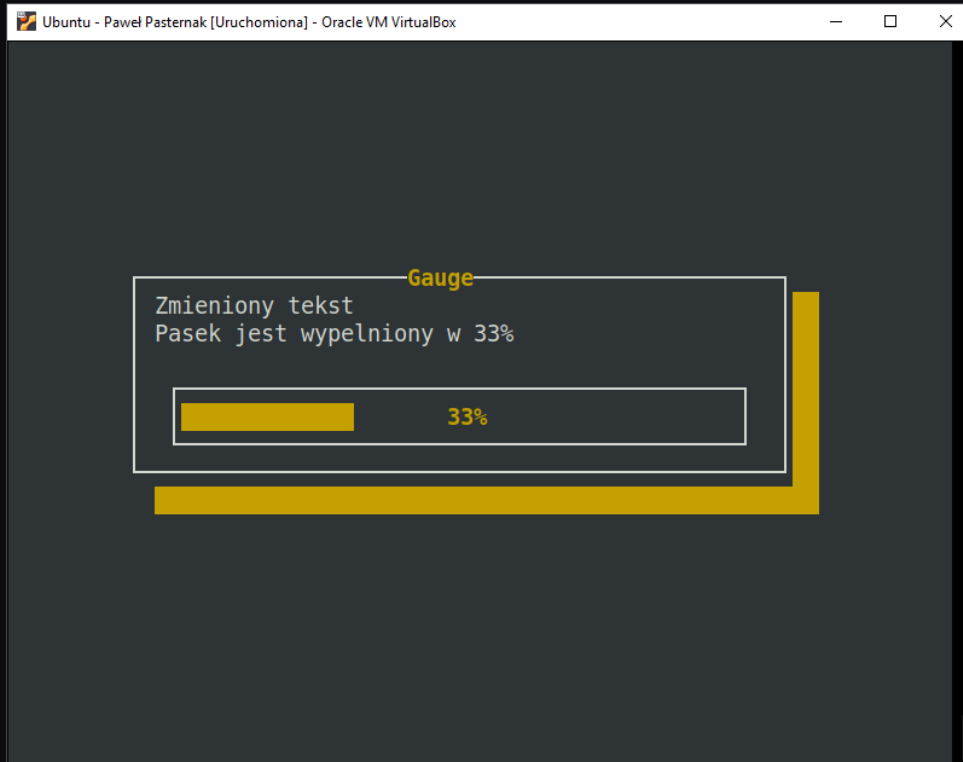 Ubuntu - Paweł Pasternak [Uruchomiona] - Oracle VM VirtualBox
Gauge
Zmieniony tekst
Pasek jest wypelniony w 33%
33%